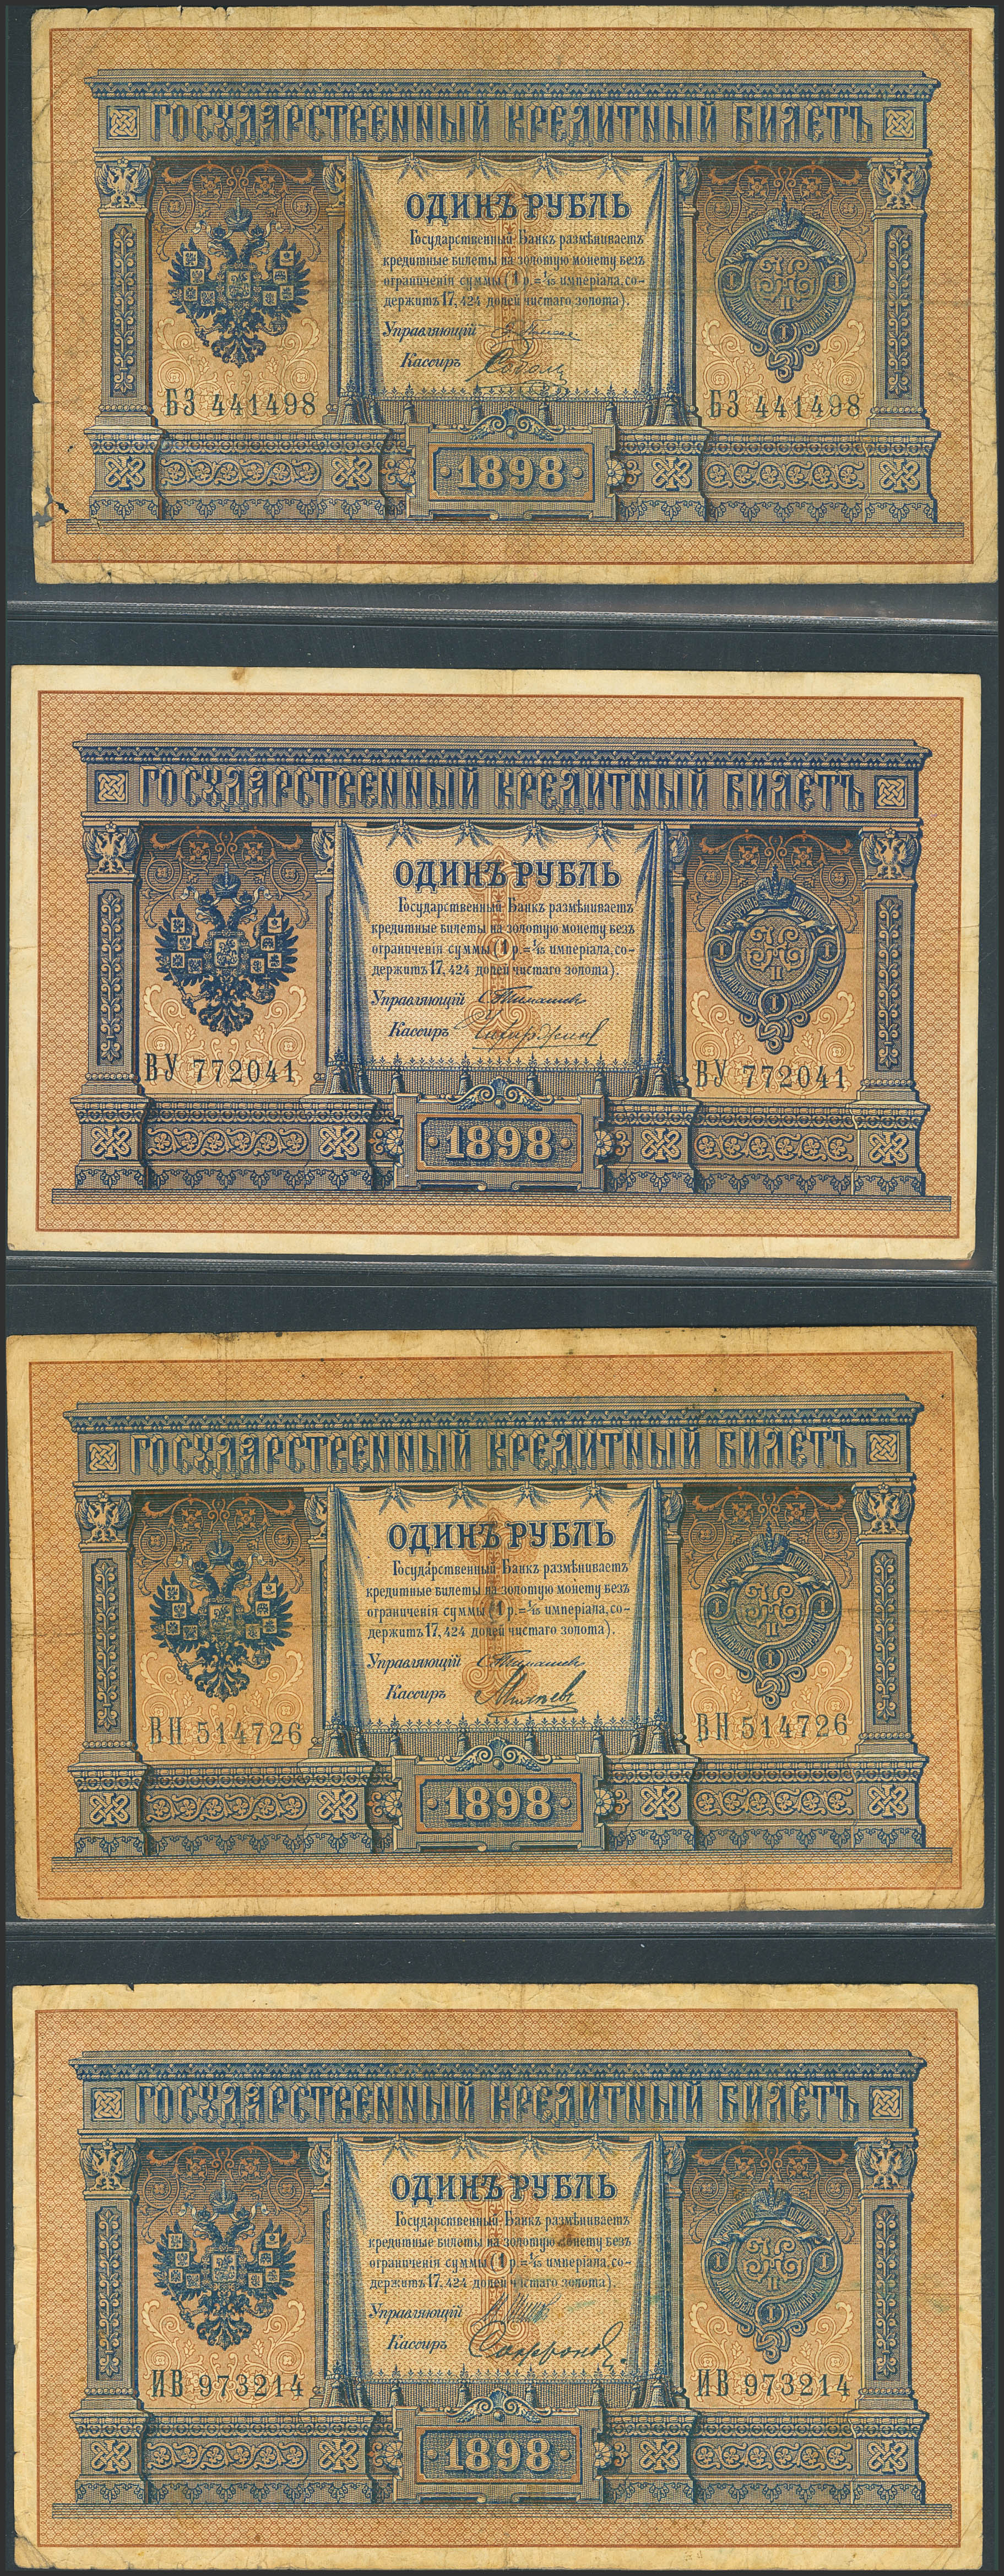 ГОСУДАРСТВЕННЫЙ КРЕДИТНЫЙ БИЛЕТЪ
ОДИНЪ РУБЛЬ
Государственный Банкъ размѣниваетъ
кредитные билеты на золотую монету безъ
ограниченія суммы (1 р.=1/15 имперіала, со-
держитъ 17,424 долей чистаго золота).
Управляющій
Кассиръ
БЗ 441498 БЗ 441498
1898
ГОСУДАРСТВЕННЫЙ КРЕДИТНЫЙ БИЛЕТЪ
ОДИНЪ РУБЛЬ
Государственный Банкъ размѣниваетъ
кредитные билеты на золотую монету безъ
ограниченія суммы (1 р.=1/15 имперіала, со-
держитъ 17,424 долей чистаго золота).
Управляющій
Кассиръ
ВУ 772041 ВУ 772041
1898
ГОСУДАРСТВЕННЫЙ КРЕДИТНЫЙ БИЛЕТЪ
ОДИНЪ РУБЛЬ
Государственный Банкъ размѣниваетъ
кредитные билеты на золотую монету безъ
ограниченія суммы (1 р.=1/15 имперіала, со-
держитъ 17,424 долей чистаго золота).
Управляющій
Кассиръ
ВН 514726 ВН 514726
1898
ГОСУДАРСТВЕННЫЙ КРЕДИТНЫЙ БИЛЕТЪ
ОДИНЪ РУБЛЬ
Государственный Банкъ размѣниваетъ
кредитные билеты на золотую монету безъ
ограниченія суммы (1 р.=1/15 имперіала, со-
держитъ 17,424 долей чистаго золота).
Управляющій
Кассиръ
ИВ 973214 ИВ 973214
1898